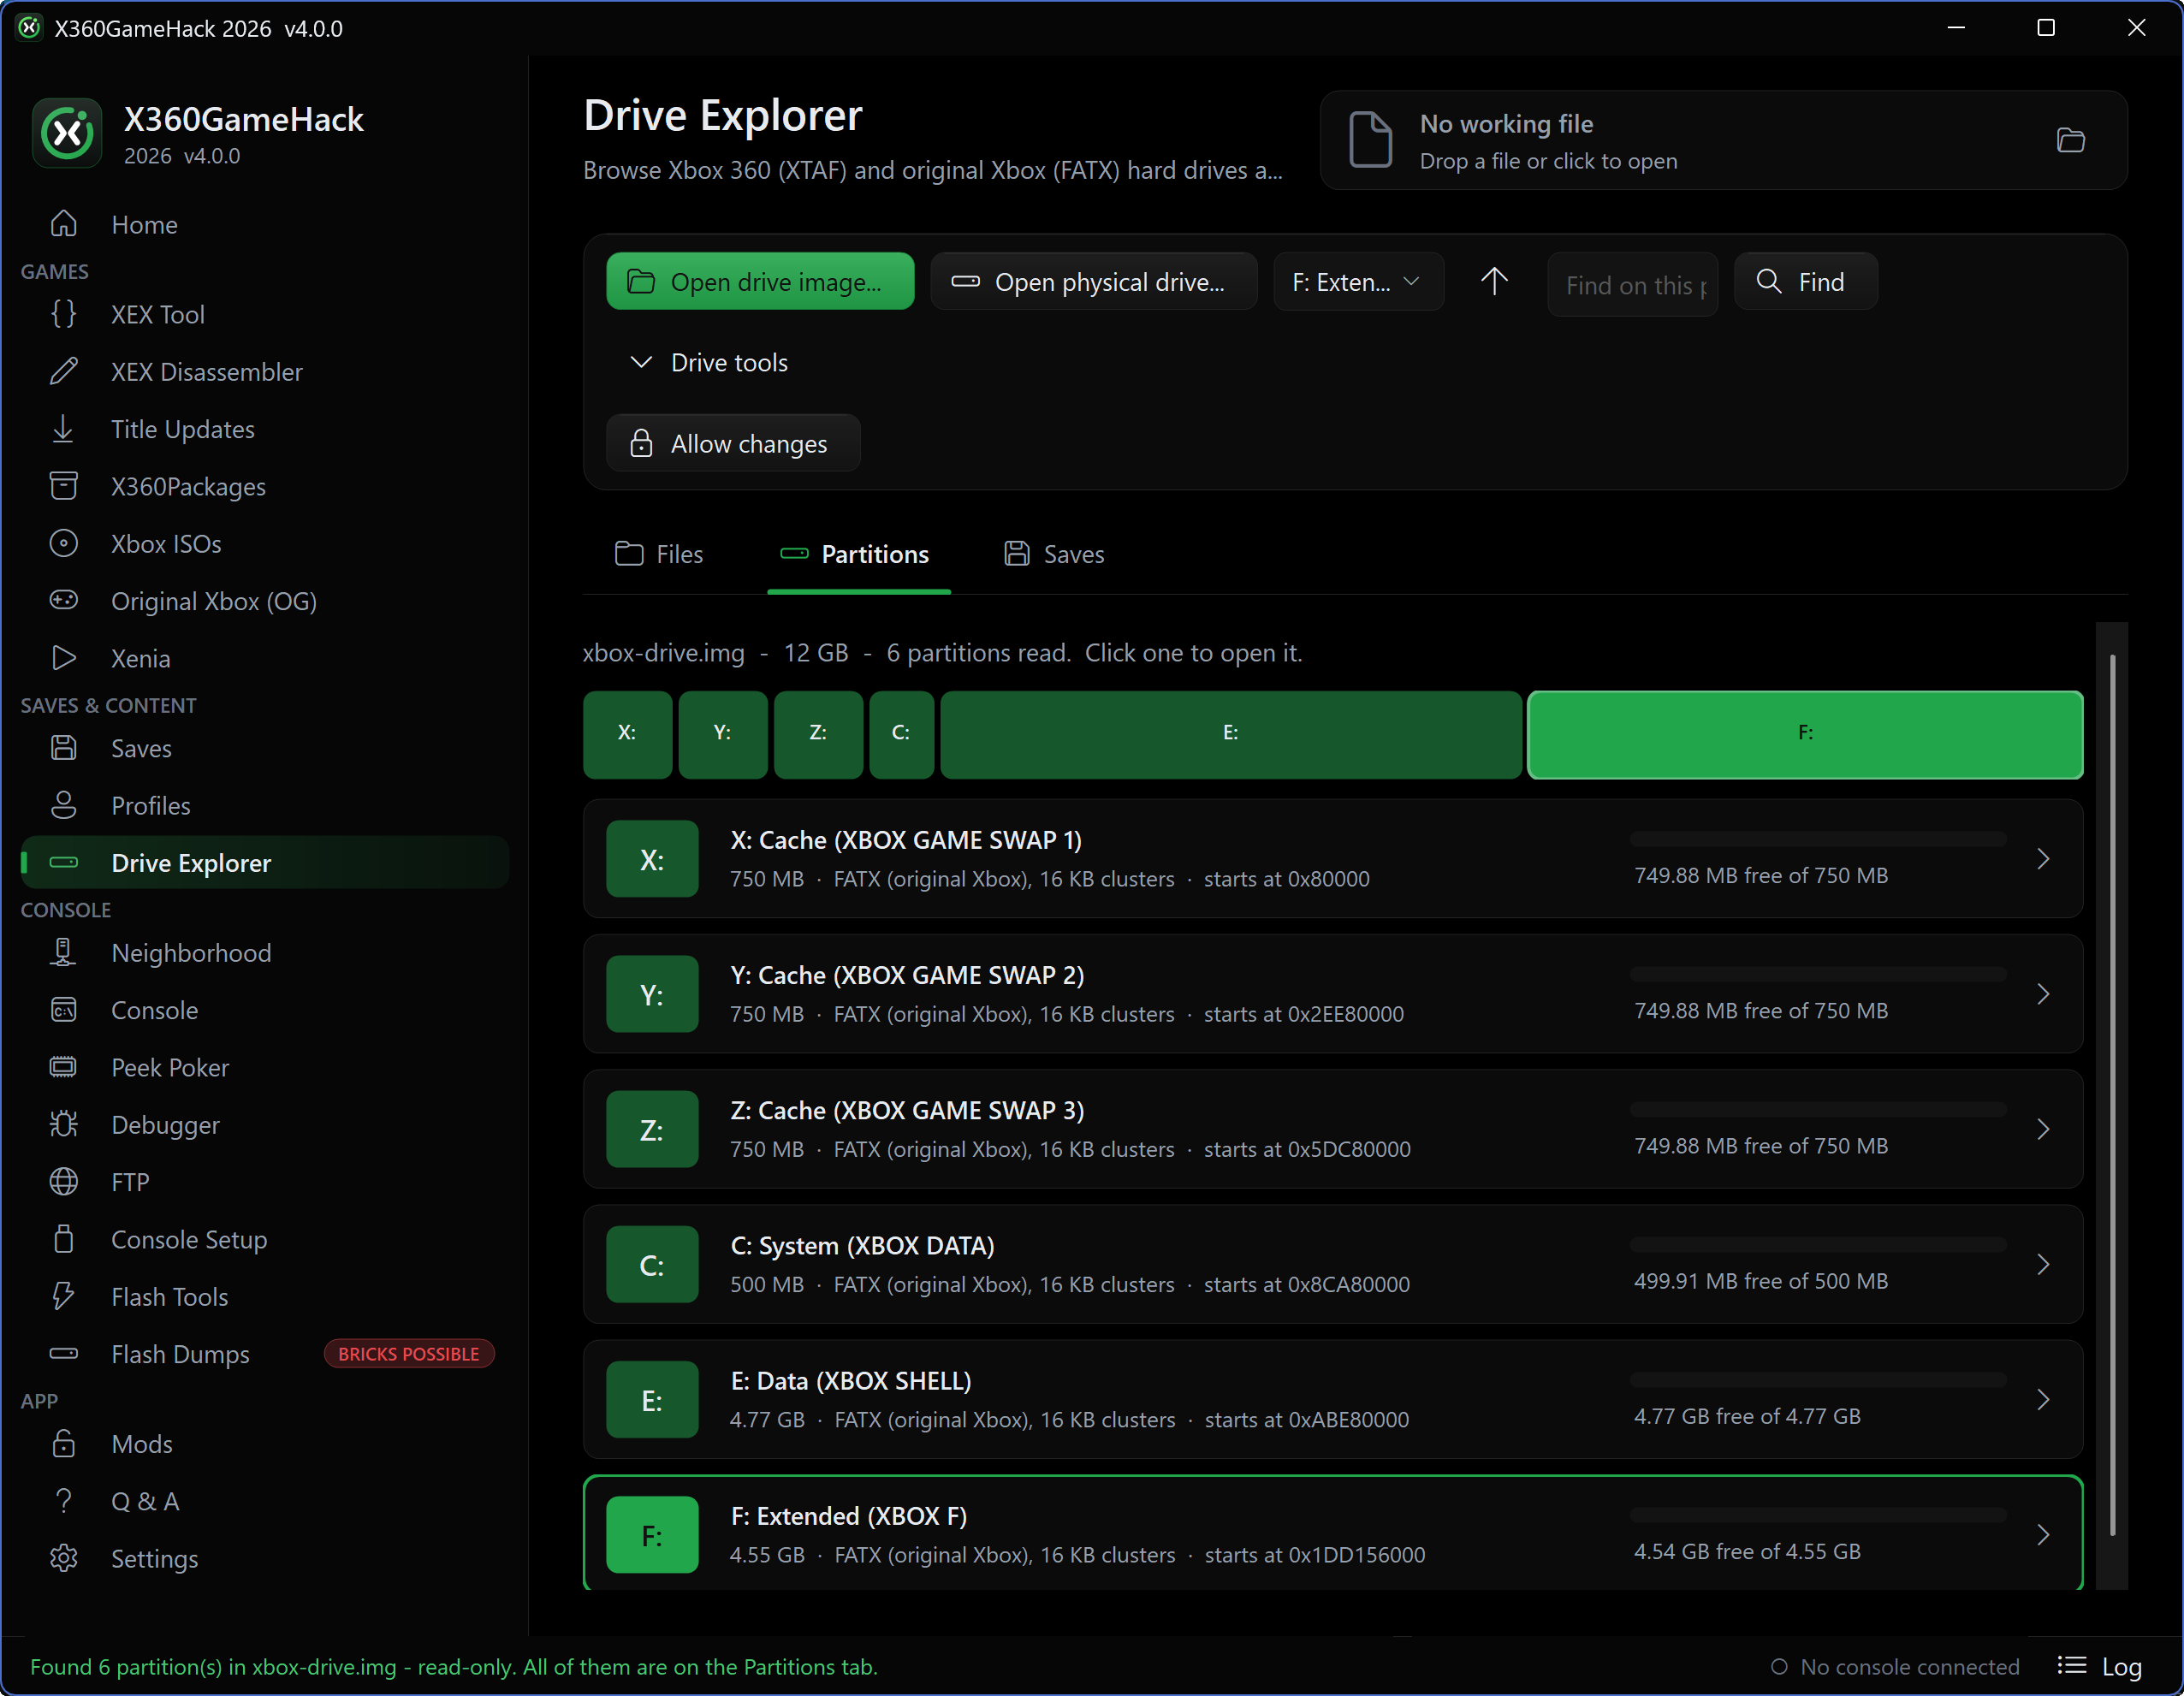 X360GameHack 2026 v4.0.0
X360GameHack
2026 v4.0.0
Home
GAMES
XEX Tool
XEX Disassembler
Title Updates
X360Packages
Xbox ISOs
Original Xbox (OG)
Xenia
SAVES & CONTENT
Saves
Profiles
Drive Explorer
CONSOLE
Neighborhood
Console
Peek Poker
Debugger
FTP
Console Setup
Flash Tools
Flash Dumps
BRICKS POSSIBLE
APP
Mods
Q & A
Settings
Drive Explorer
Browse Xbox 360 (XTAF) and original Xbox (FATX) hard drives a...
No working file
Drop a file or click to open
Open drive image...
Open physical drive...
F: Exten...
Find on this p
Find
Drive tools
Allow changes
Files
Partitions
Saves
xbox-drive.img - 12 GB - 6 partitions read. Click one to open it.
X: Y: Z: C: E: F:
X:
X: Cache (XBOX GAME SWAP 1)
750 MB · FATX (original Xbox), 16 KB clusters · starts at 0x80000
749.88 MB free of 750 MB
Y:
Y: Cache (XBOX GAME SWAP 2)
750 MB · FATX (original Xbox), 16 KB clusters · starts at 0x2EE80000
749.88 MB free of 750 MB
Z:
Z: Cache (XBOX GAME SWAP 3)
750 MB · FATX (original Xbox), 16 KB clusters · starts at 0x5DC80000
749.88 MB free of 750 MB
C:
C: System (XBOX DATA)
500 MB · FATX (original Xbox), 16 KB clusters · starts at 0x8CA80000
499.91 MB free of 500 MB
E:
E: Data (XBOX SHELL)
4.77 GB · FATX (original Xbox), 16 KB clusters · starts at 0xABE80000
4.77 GB free of 4.77 GB
F:
F: Extended (XBOX F)
4.55 GB · FATX (original Xbox), 16 KB clusters · starts at 0x1DD156000
4.54 GB free of 4.55 GB
Found 6 partition(s) in xbox-drive.img - read-only. All of them are on the Partitions tab.
No console connected
Log